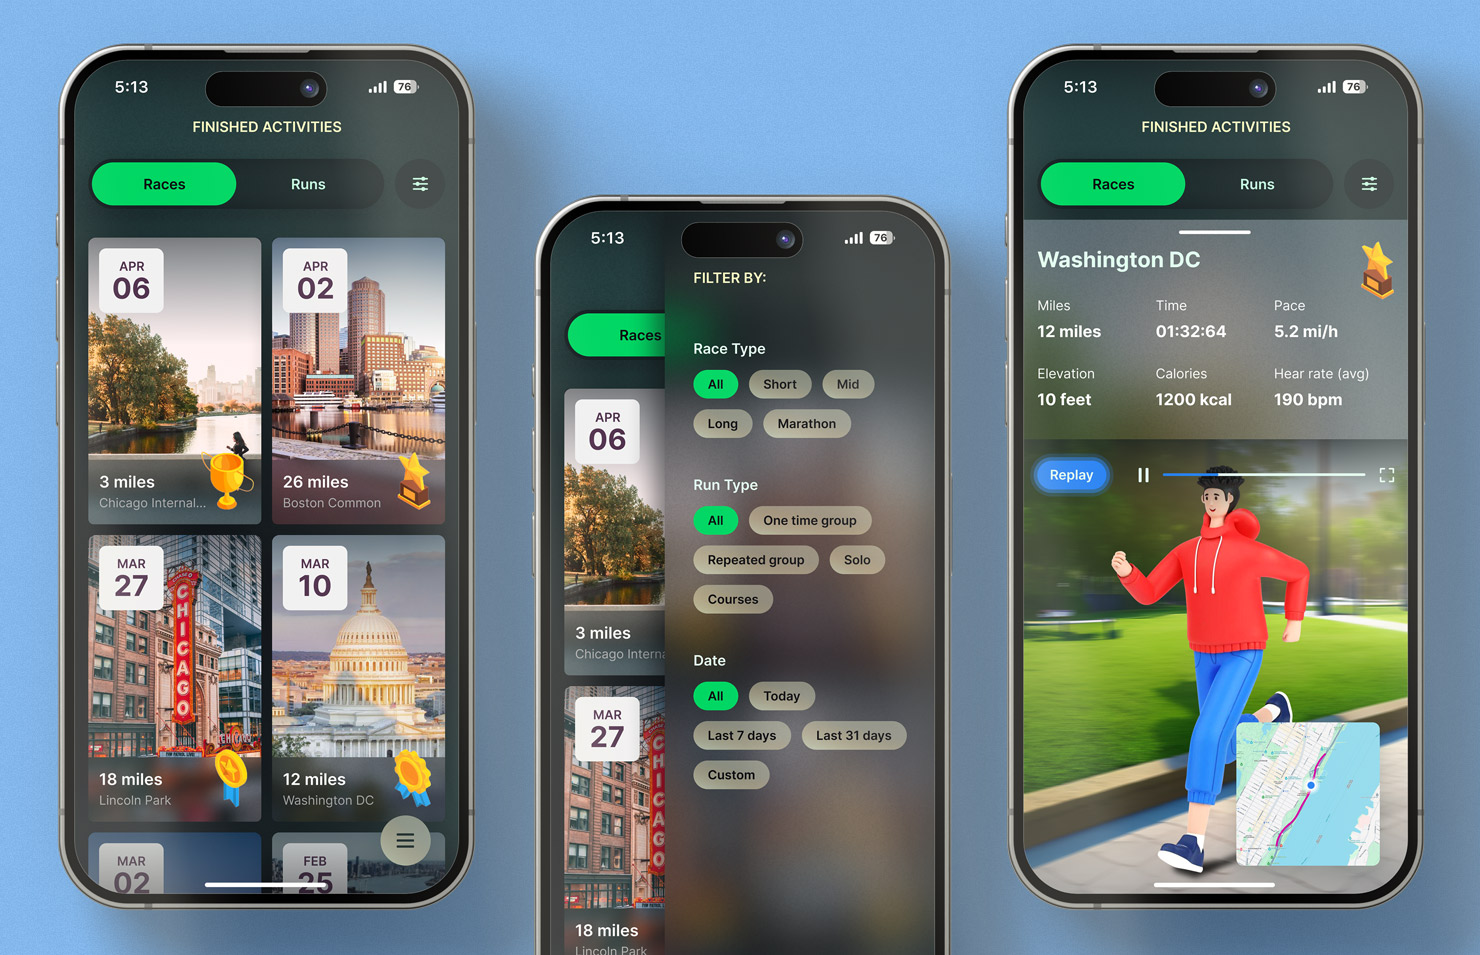 5:13
76
FINISHED ACTIVITIES
Races
Runs
APR
06
3 miles
Chicago Internal...
APR
02
26 miles
Boston Common
MAR
27
CHICAGO
CHICAGO
18 miles
Lincoln Park
MAR
10
12 miles
Washington DC
MAR
02
FEB
25
5:13
76
FILTER BY:
Races
Race Type
All
Short
Mid
Long
Marathon
Run Type
All
One time group
Repeated group
Solo
Courses
Date
All
Today
Last 7 days
Last 31 days
Custom
APR
06
3 miles
Chicago Interna
MAR
27
CHICAGO
18 miles
Lincoln Park
5:13
76
FINISHED ACTIVITIES
Races
Runs
Washington DC
Miles
Time
Pace
12 miles
01:32:64
5.2 mi/h
Elevation
Calories
Hear rate (avg)
10 feet
1200 kcal
190 bpm
Replay